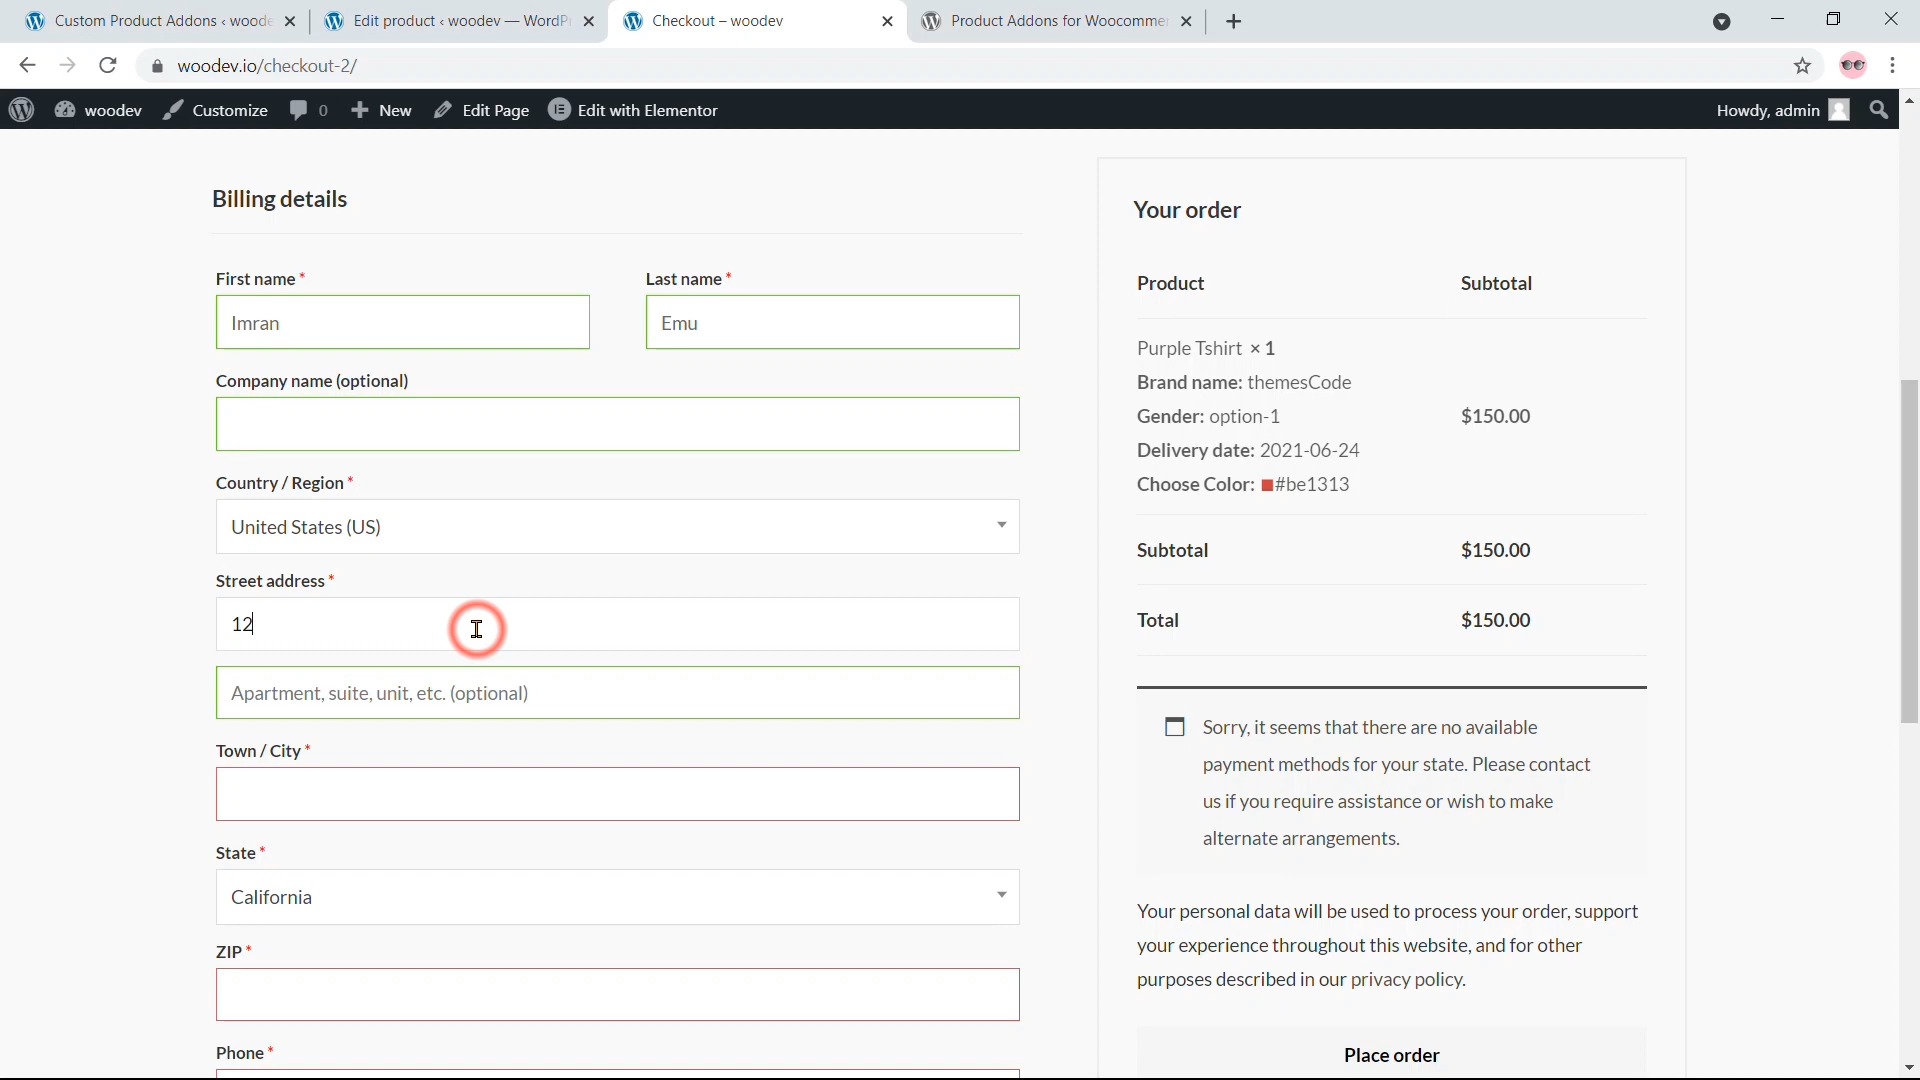 Custom Product Addons ‹ woode
Edit product ‹ woodev — WordPr
Checkout – woodev
Product Addons for Woocommer
woodev.io/checkout-2/
woodev
Customize
0
New
Edit Page
Edit with Elementor
Howdy, admin
Billing details
First name *
Last name *
Imran
Emu
Company name (optional)
Country / Region *
United States (US)
Street address *
12
Apartment, suite, unit, etc. (optional)
Town / City *
State *
California
ZIP *
Phone *
Your order
Product
Subtotal
Purple Tshirt × 1
Brand name: themesCode
Gender: option-1
$150.00
Delivery date: 2021-06-24
Choose Color: #be1313
Subtotal
$150.00
Total
$150.00
Sorry, it seems that there are no available
payment methods for your state. Please contact
us if you require assistance or wish to make
alternate arrangements.
Your personal data will be used to process your order, support
your experience throughout this website, and for other
purposes described in our privacy policy.
Place order